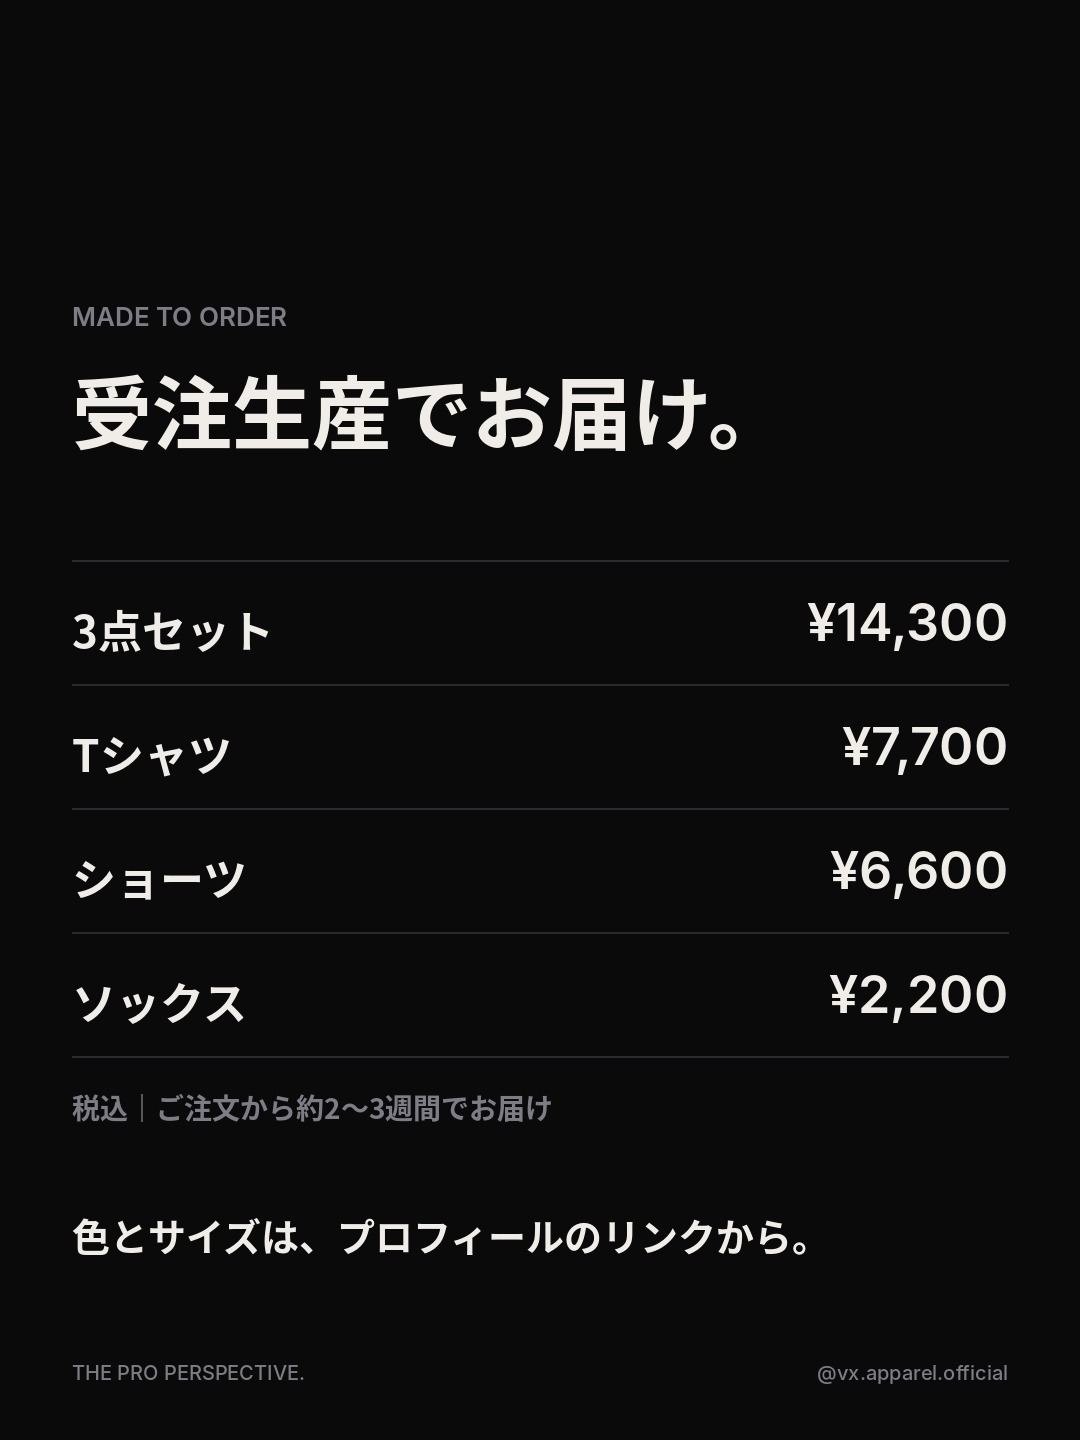 MADE TO ORDER
受注生産でお届け。
3点セット ¥14,300
Tシャツ ¥7,700
ショーツ ¥6,600
ソックス ¥2,200
税込｜ご注文から約2〜3週間でお届け
色とサイズは、プロフィールのリンクから。
THE PRO PERSPECTIVE. @vx.apparel.official